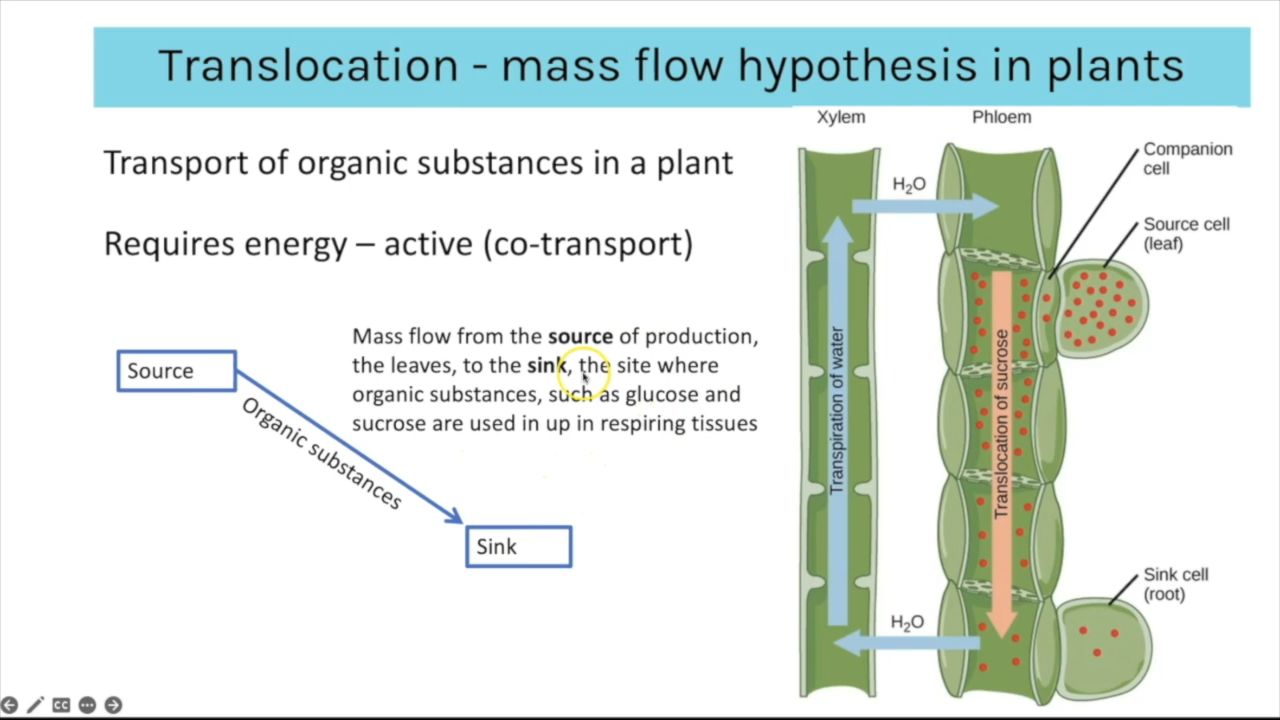 Translocation - mass flow hypothesis in plants
Transport of organic substances in a plant
Requires energy – active (co-transport)
Mass flow from the source of production,
the leaves, to the sink, the site where
organic substances, such as glucose and
sucrose are used in up in respiring tissues
Source
Organic substances
Sink
Xylem
Phloem
H₂O
Companion
cell
Source cell
(leaf)
Transpiration of water
Translocation of sucrose
Sink cell
(root)
H₂O
CC